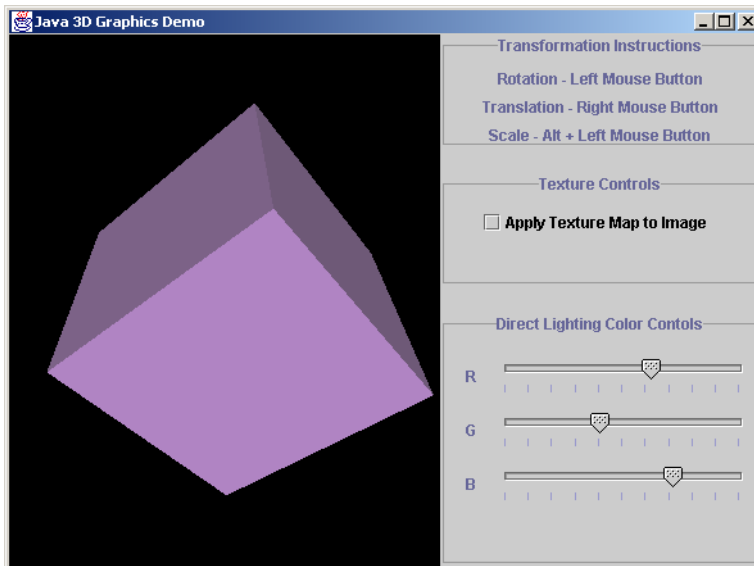 Java 3D Graphics Demo
Transformation Instructions
Rotation - Left Mouse Button
Translation - Right Mouse Button
Scale - Alt + Left Mouse Button
Texture Controls
Apply Texture Map to Image
Direct Lighting Color Contols
R
G
B